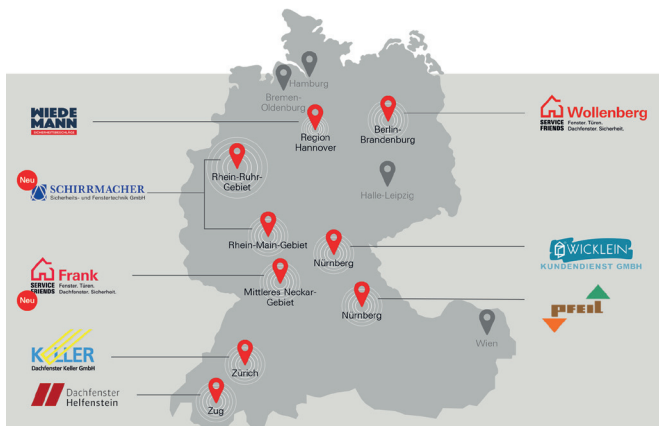 Hamburg
Bremen-
Oldenburg
WIEDE
MANN
Region
Hannover
Berlin-
Brandenburg
Wollenberg
SERVICE
FRIENDS
Fenster. Türen.
Dachfenster. Sicherheit.
Rhein-Ruhr-
Gebiet
Halle-Leipzig
Neu
SCHIRRMACHER
Sicherheits- und Fenstertechnik GmbH
Rhein-Main-Gebiet
Nürnberg
WICKLEIN
KUNDENDIENST GMBH
Frank
SERVICE
FRIENDS
Fenster. Türen.
Dachfenster. Sicherheit.
Neu
Mittleres Neckar-
Gebiet
Nürnberg
PFEIL
Wien
KELLER
Dachfenster Keller GmbH
Zürich
Dachfenster
Helfenstein
Zug